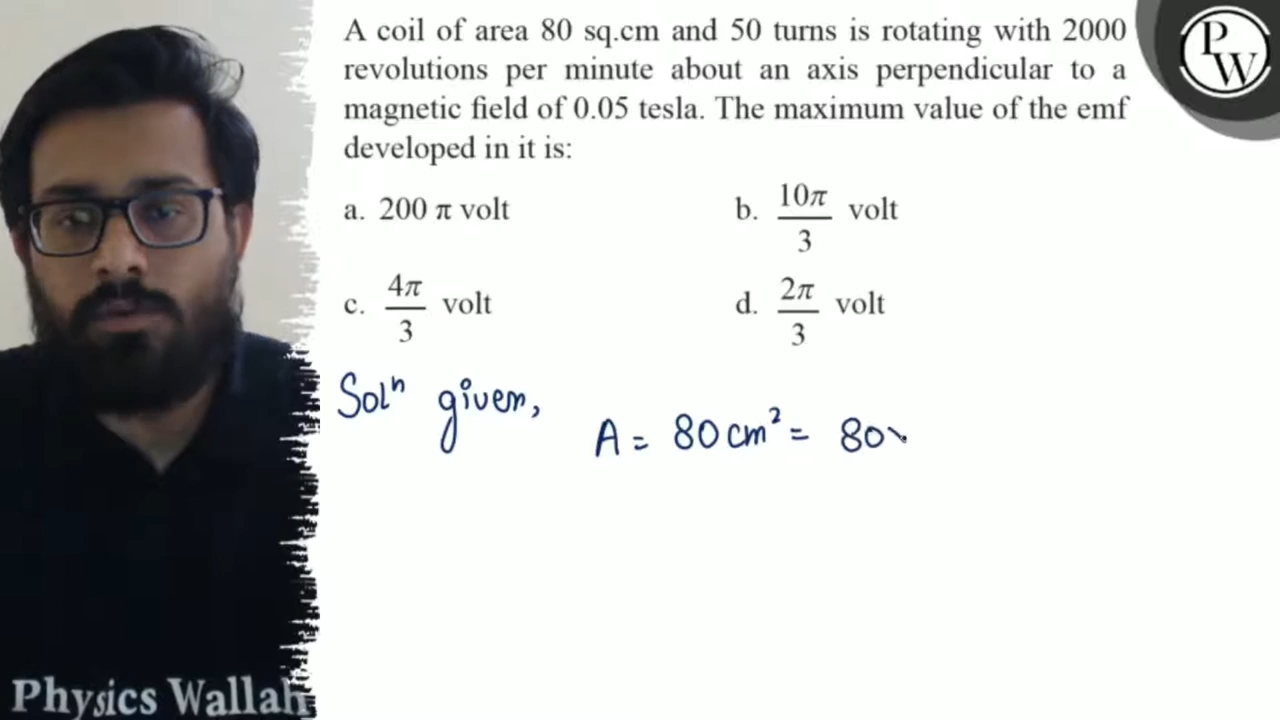 A coil of area 80 sq.cm and 50 turns is rotating with 2000
revolutions per minute about an axis perpendicular to a
magnetic field of 0.05 tesla. The maximum value of the emf
developed in it is:
a. 200 π volt
b. 10π/3 volt
c. 4π/3 volt
d. 2π/3 volt
Solⁿ given,
A = 80 cm² = 80×
PW
Physics Wallah